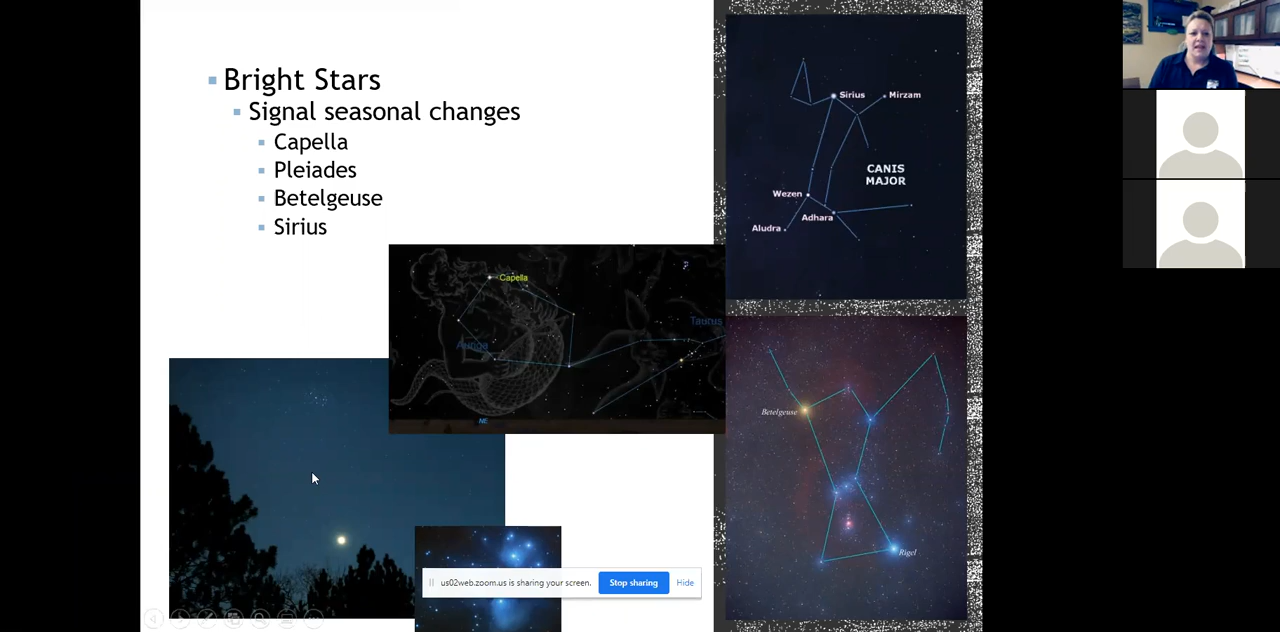 Bright Stars
Signal seasonal changes
Capella
Pleiades
Betelgeuse
Sirius
Sirius
Mirzam
CANIS
MAJOR
Wezen
Adhara
Aludra
Capella
Taurus
Auriga
NE
Betelgeuse
Rigel
us02web.zoom.us is sharing your screen.
Stop sharing
Hide